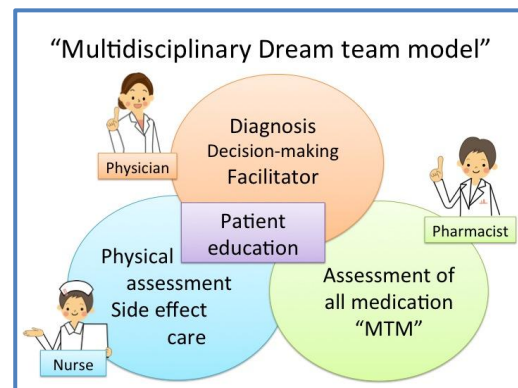 “Multidisciplinary Dream team model”
Diagnosis
Decision-making
Facilitator
Physician
Pharmacist
Patient
education
Physical
assessment
Side effect
care
Nurse
Assessment of
all medication
“MTM”